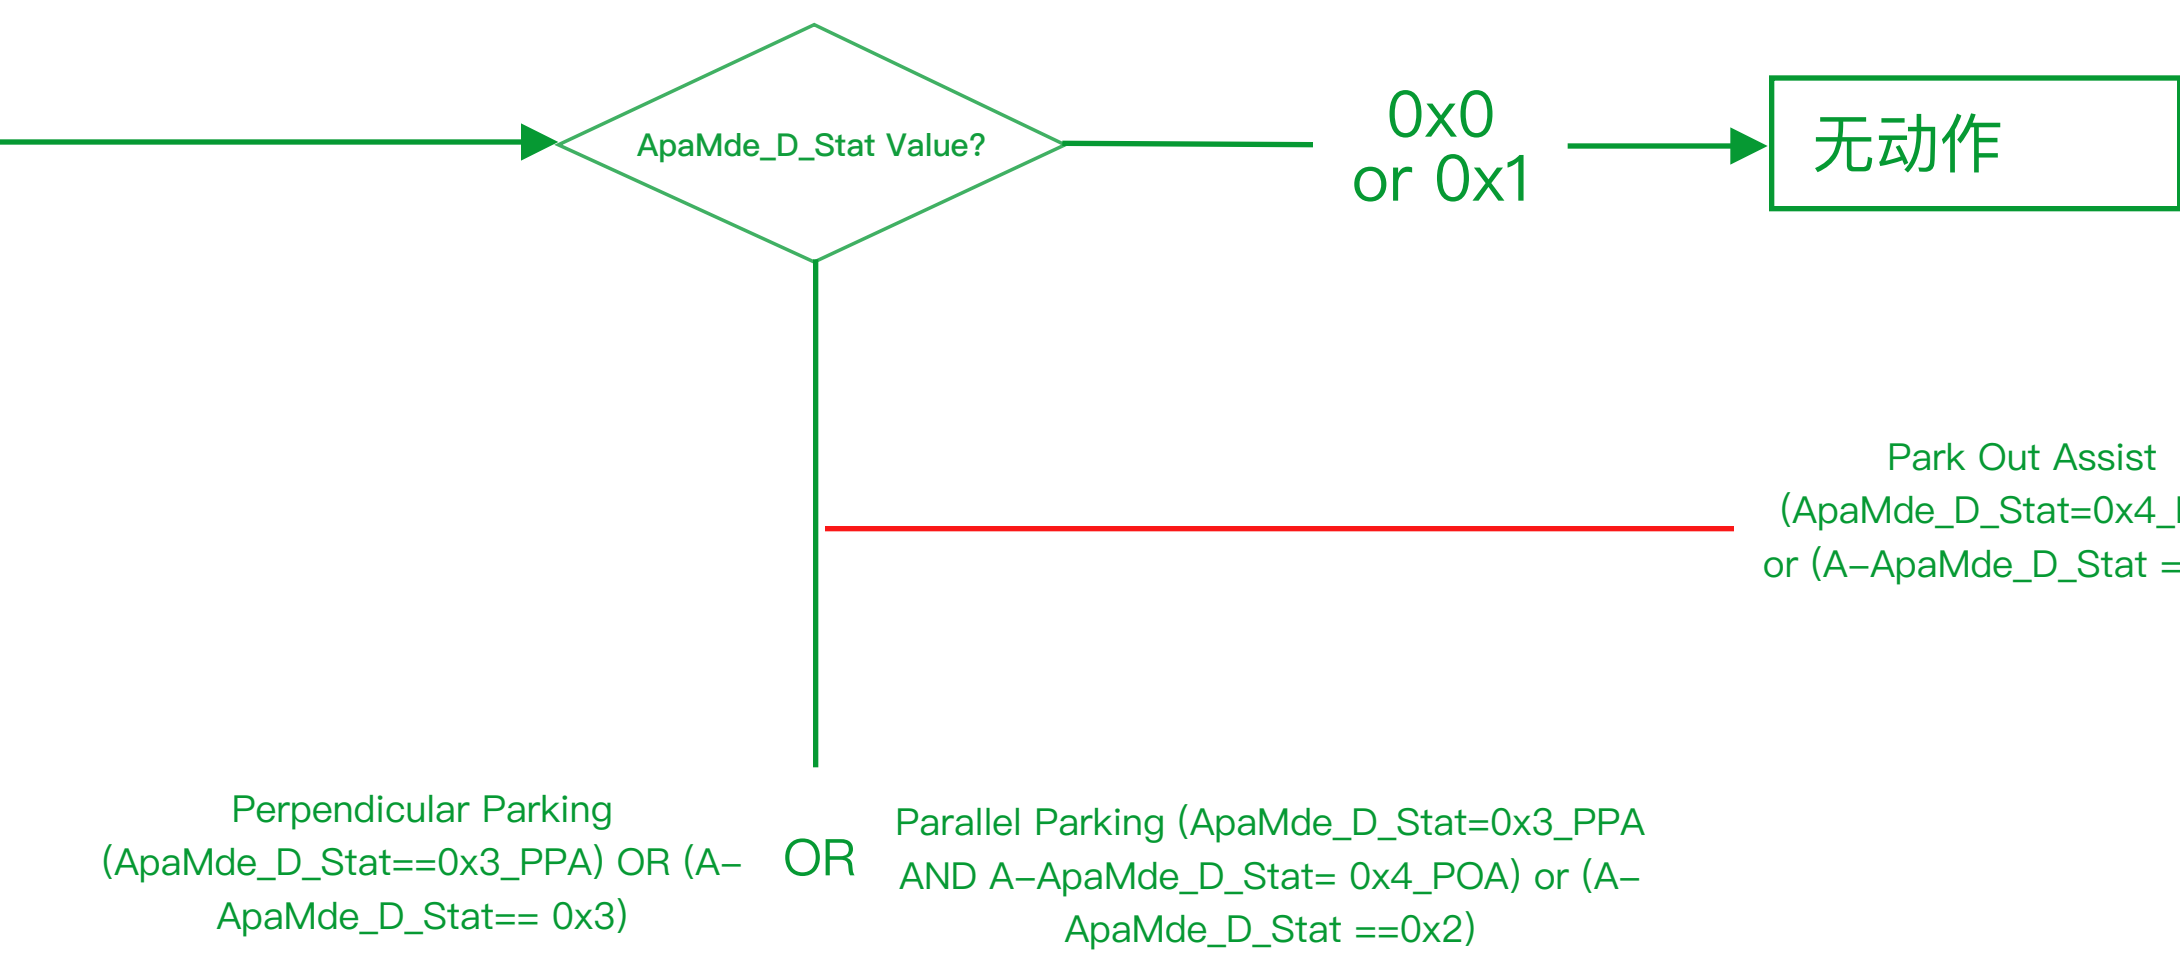 ApaMde_D_Stat Value?
0x0
or 0x1
无动作
Park Out Assist
(ApaMde_D_Stat=0x4_
or (A-ApaMde_D_Stat =
Perpendicular Parking
(ApaMde_D_Stat==0x3_PPA) OR (A-
ApaMde_D_Stat== 0x3)
OR
Parallel Parking (ApaMde_D_Stat=0x3_PPA
AND A-ApaMde_D_Stat= 0x4_POA) or (A-
ApaMde_D_Stat ==0x2)